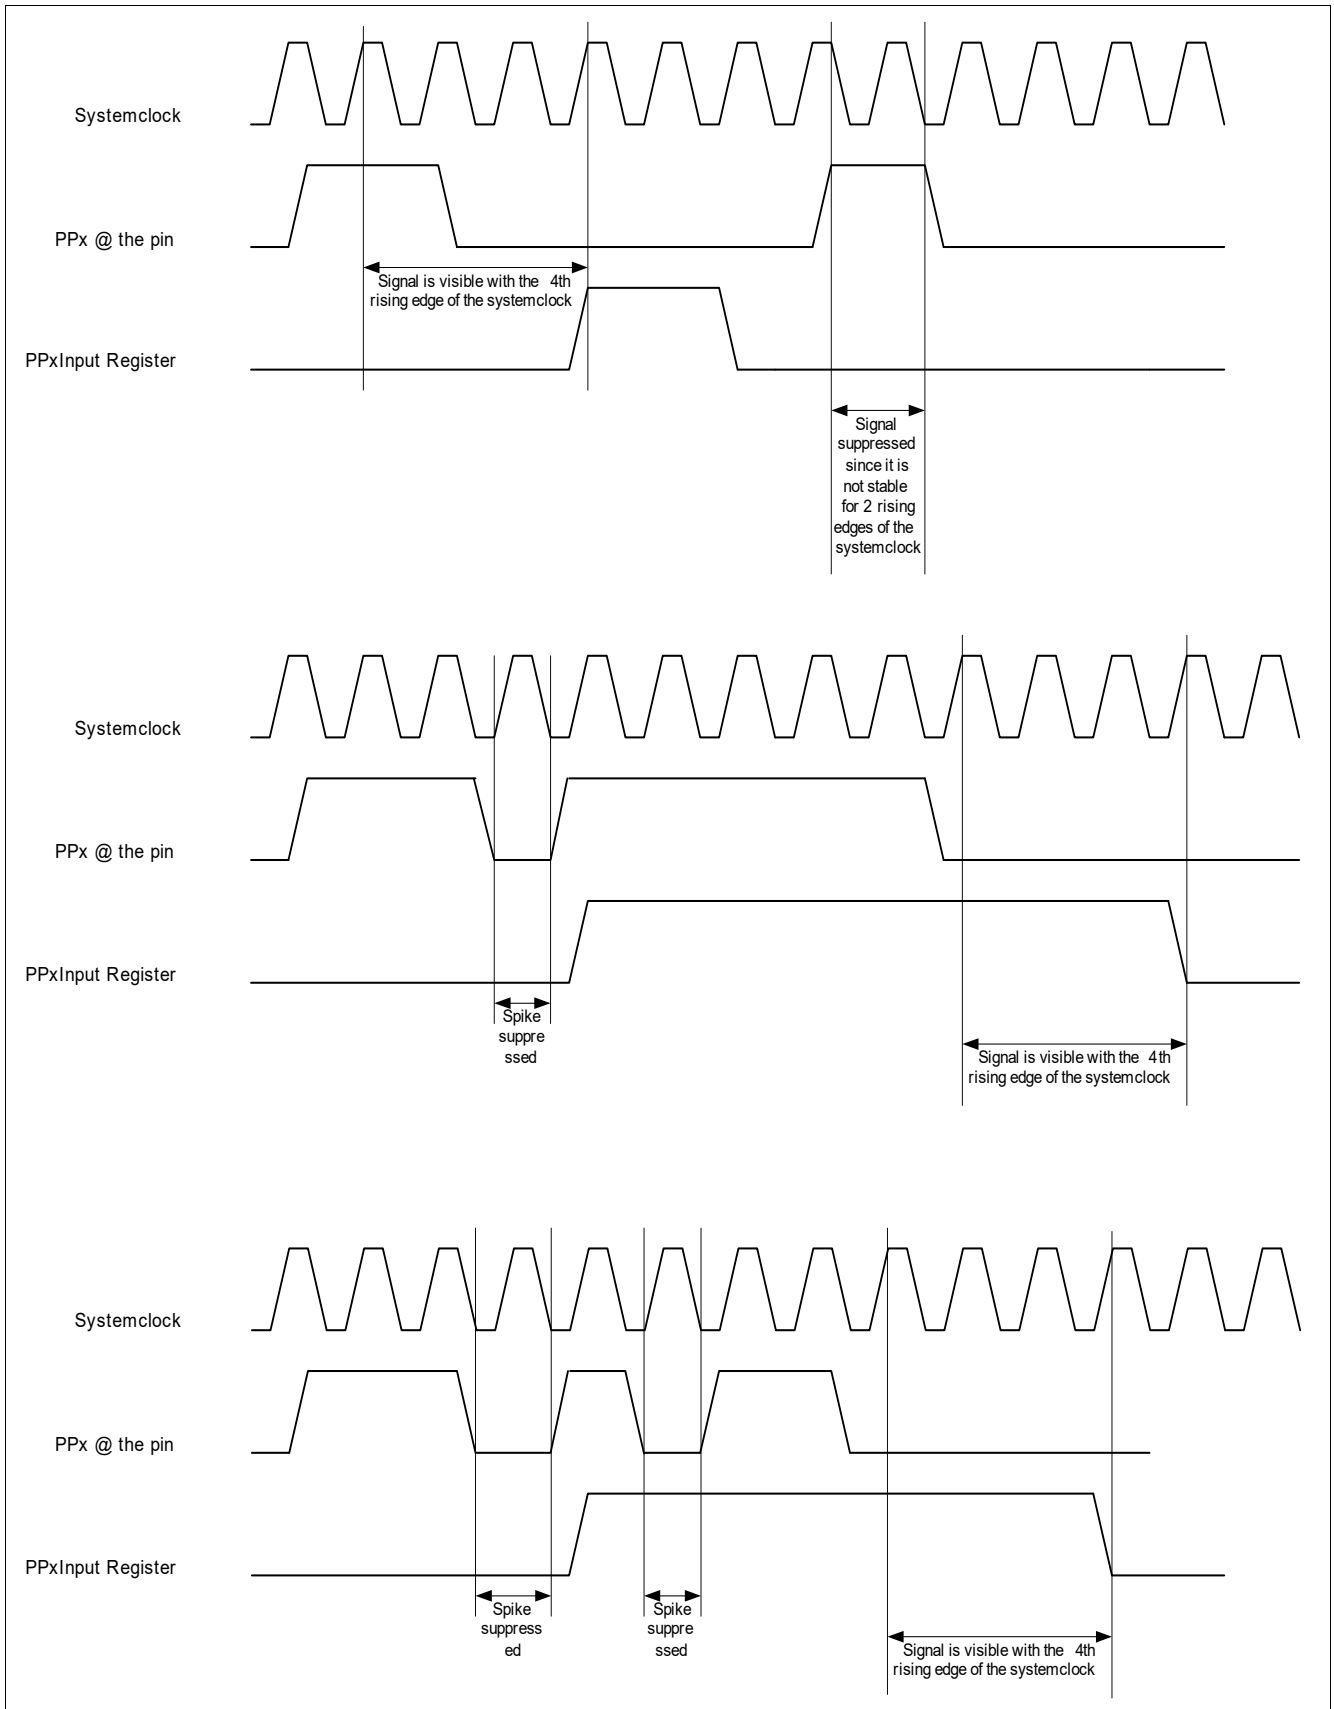 Systemclock
PPx @ the pin
Signal is visible with the 4th
rising edge of the systemclock
PPxInput Register
Signal
suppressed
since it is
not stable
for 2 rising
edges of the
systemclock
Systemclock
PPx @ the pin
PPxInput Register
Spike
suppre
ssed
Signal is visible with the 4th
rising edge of the systemclock
Systemclock
PPx @ the pin
PPxInput Register
Spike
suppress
ed
Spike
suppre
ssed
Signal is visible with the 4th
rising edge of the systemclock